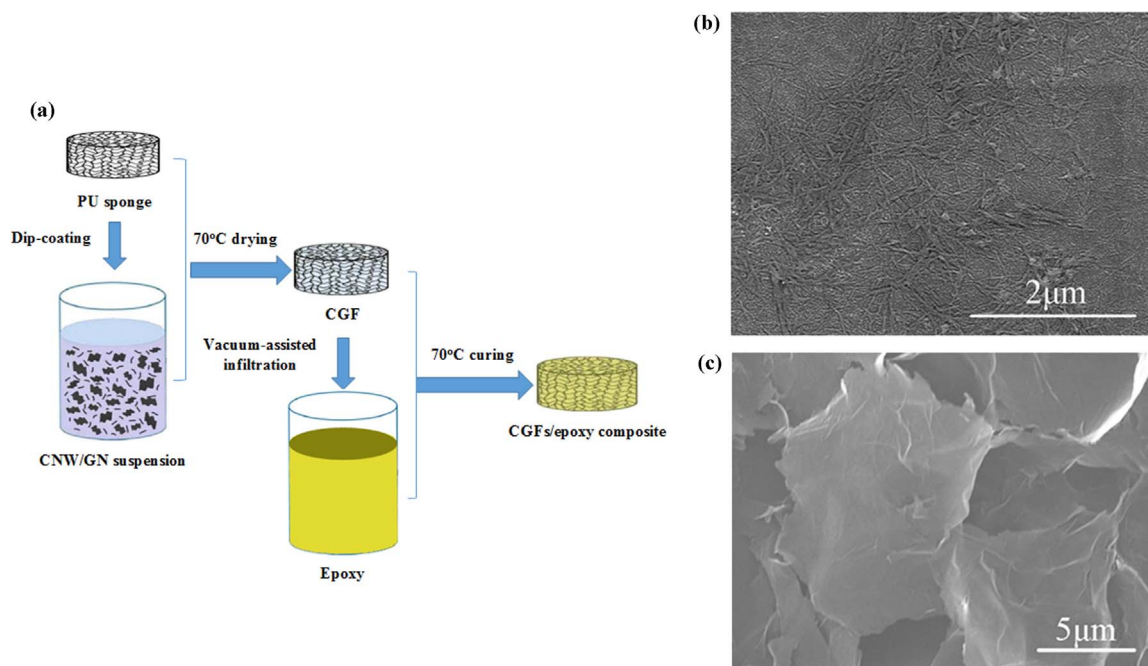 (a)
PU sponge
Dip-coating
70°C drying
CNW/GN suspension
CGF
Vacuum-assisted
infiltration
70°C curing
Epoxy
CGFs/epoxy composite
(b)
2μm
(c)
5μm